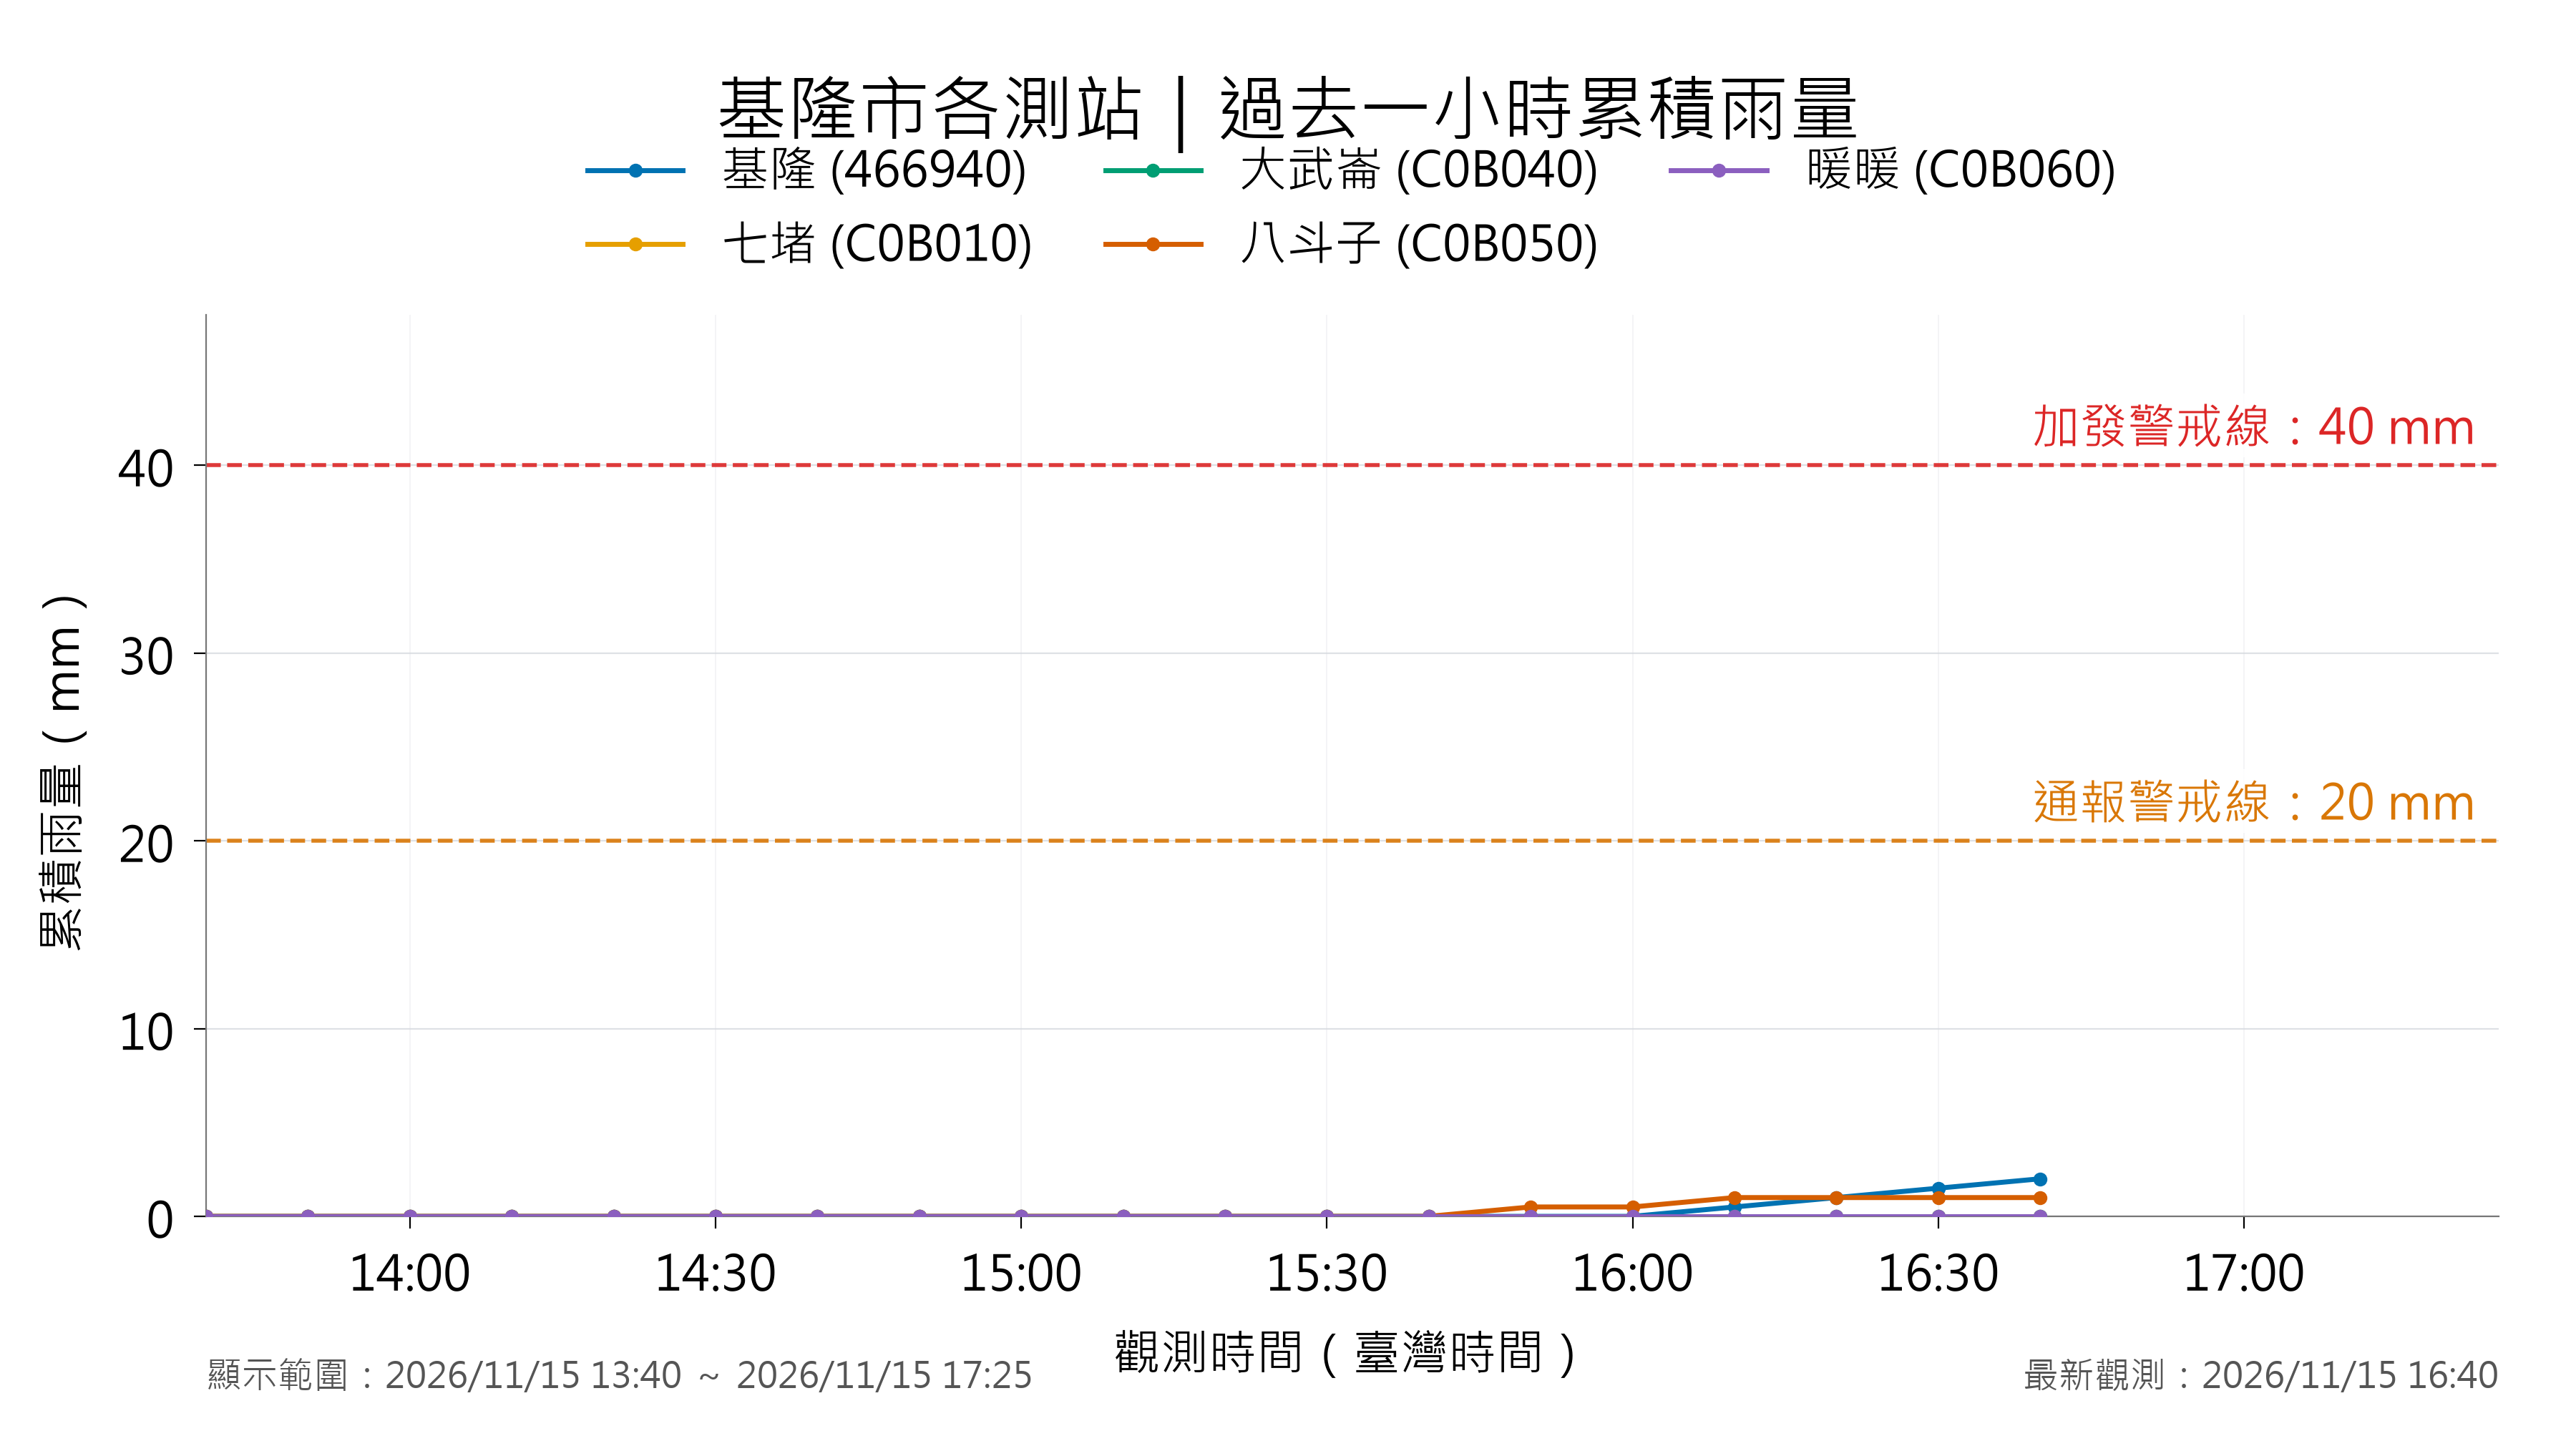 基隆市各測站｜過去一小時累積雨量
基隆 (466940)
七堵 (C0B010)
大武崙 (C0B040)
八斗子 (C0B050)
暖暖 (C0B060)
累積雨量（mm）
40
30
20
10
0
加發警戒線：40 mm
通報警戒線：20 mm
14:00 14:30 15:00 15:30 16:00 16:30 17:00
觀測時間（臺灣時間）
顯示範圍：2026/11/15 13:40 ~ 2026/11/15 17:25
最新觀測：2026/11/15 16:40